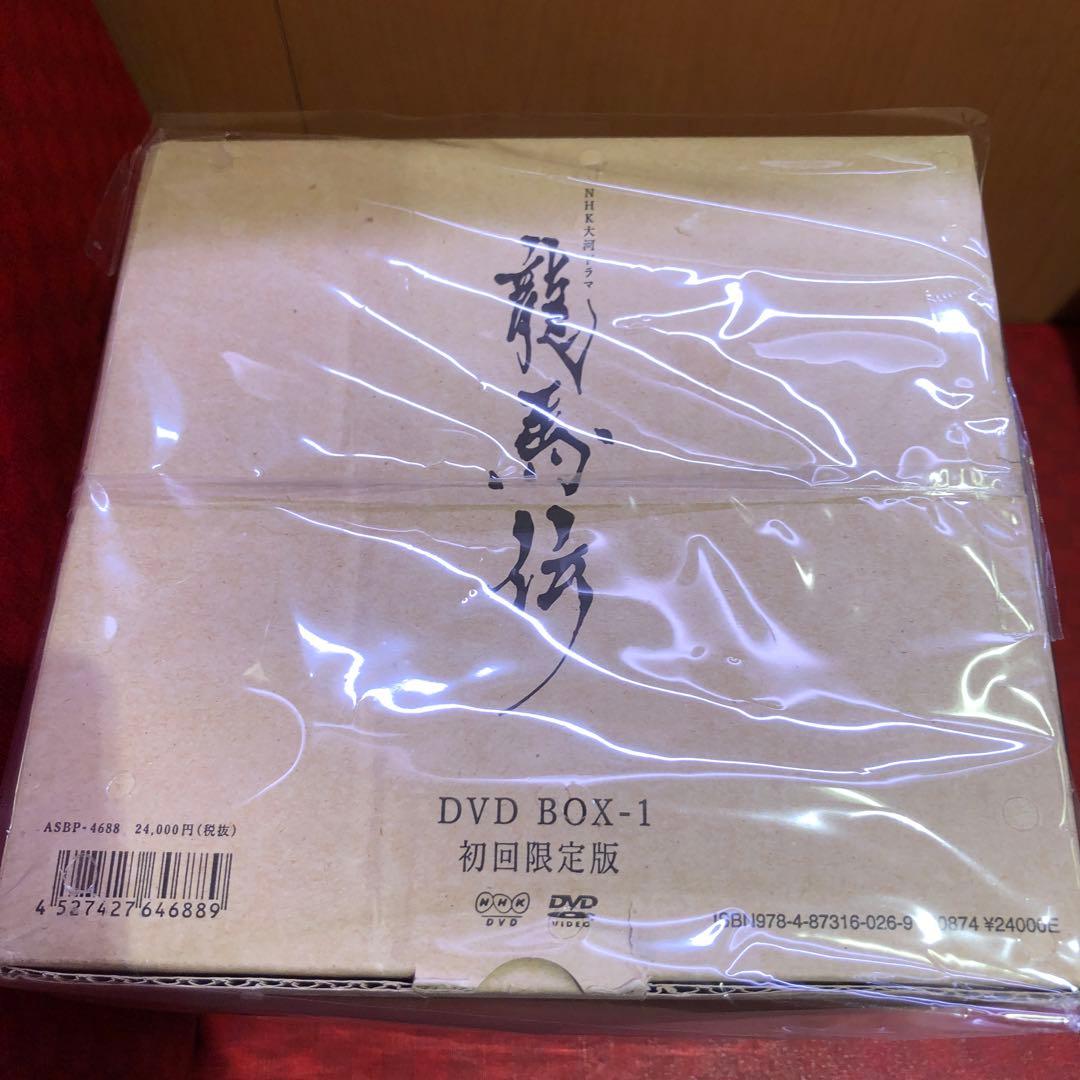 NHK大河ドラマ
龍馬伝
DVD BOX-1
初回限定版
ASBP-4688 24,000円(税抜)
4 527427 646889
NHK
DVD
DVD
VIDEO
ISBN978-4-87316-026-9 0874 ¥24000E